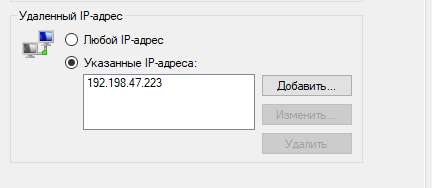 Удаленный IP-адрес
Любой IP-адрес
Указанные IP-адреса:
192.198.47.223
Добавить...
Изменить...
Удалить